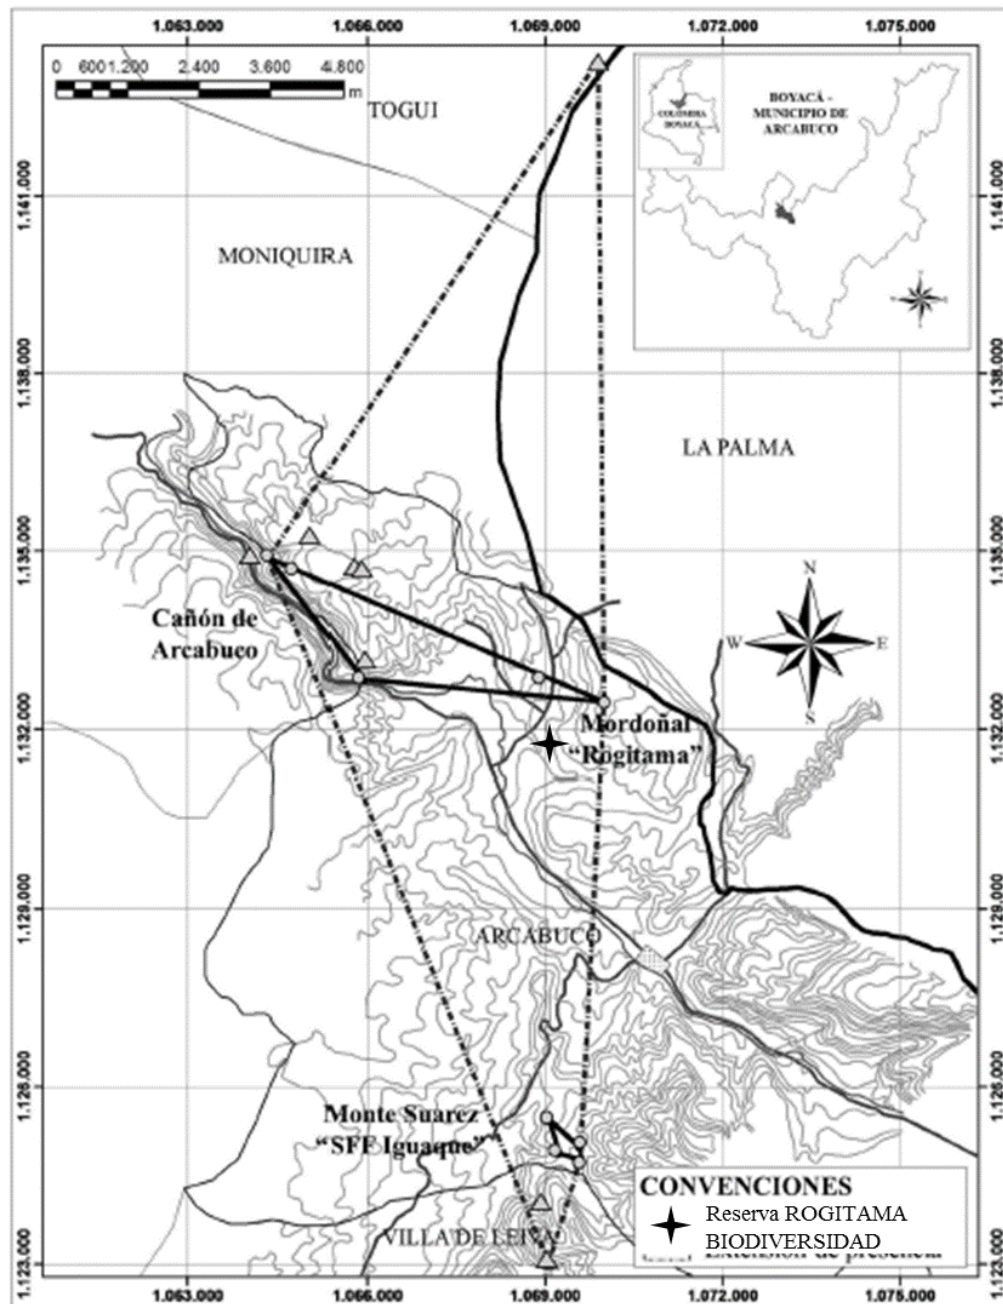 1.063.000 1.066.000 1.069.000 1.072.000 1.075.000
0 600 1.200 2.400 3.600 4.800
m
TOGUI
COLOMBIA
BOYACÁ
BOYACÁ -
MUNICIPIO DE
ARCABUCO
1.141.000 1.141.000
MONIQUIRA
1.138.000 1.138.000
LA PALMA
1.135.000 1.135.000
Cañón de
Arcabuco
N
W E
S
1.132.000 1.132.000
Mordoñal
“Rogitama”
1.129.000 1.129.000
ARCABUCO
1.126.000 1.126.000
Monte Suarez
“SFF Iguaque”
VILLA DE LEIVA
CONVENCIONES
Reserva ROGITAMA
BIODIVERSIDAD
Extensión de presencia
1.123.000 1.123.000
1.063.000 1.066.000 1.069.000 1.072.000 1.075.000